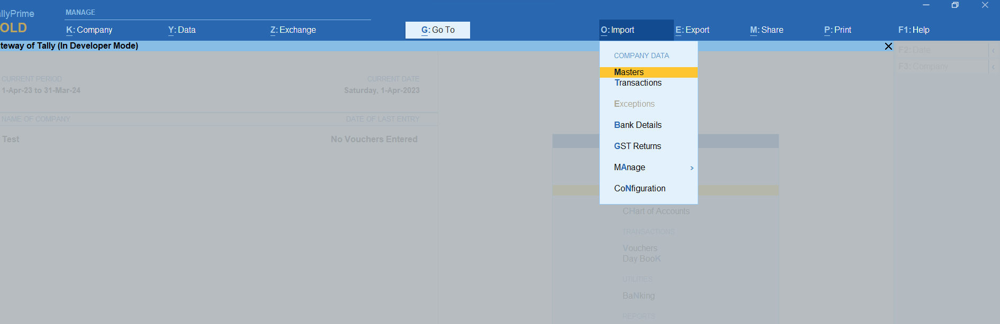 llyPrime
OLD
MANAGE
K: Company
Y: Data
Z: Exchange
G: Go To
O: Import
E: Export
M: Share
P: Print
F1: Help
teway of Tally (In Developer Mode)
COMPANY DATA
Masters
Transactions
Exceptions
Bank Details
GST Returns
MAnage
CoNfiguration
F2: Date
F3: Company
CURRENT PERIOD
CURRENT DATE
1-Apr-23 to 31-Mar-24
Saturday, 1-Apr-2023
NAME OF COMPANY
DATE OF LAST ENTRY
Test
No Vouchers Entered
CHart of Accounts
TRANSACTIONS
Vouchers
Day BooK
UTILITIES
BaNking
REPORTS